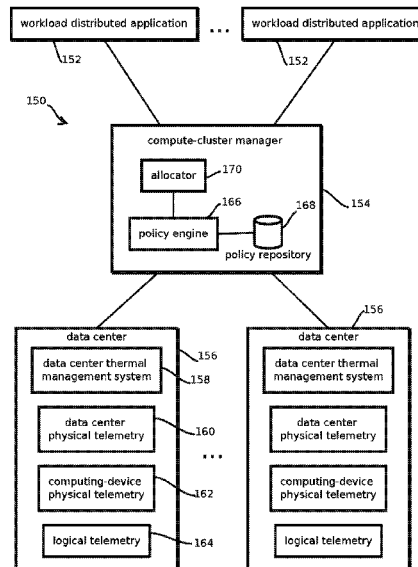 workload distributed application ... workload distributed application
152 152
150
compute-cluster manager
allocator 170
166 168
policy engine 154
policy repository
156
data center 156 data center
data center thermal management system data center thermal management system
158
data center physical telemetry 160 data center physical telemetry
...
computing-device physical telemetry 162 computing-device physical telemetry
logical telemetry 164 logical telemetry